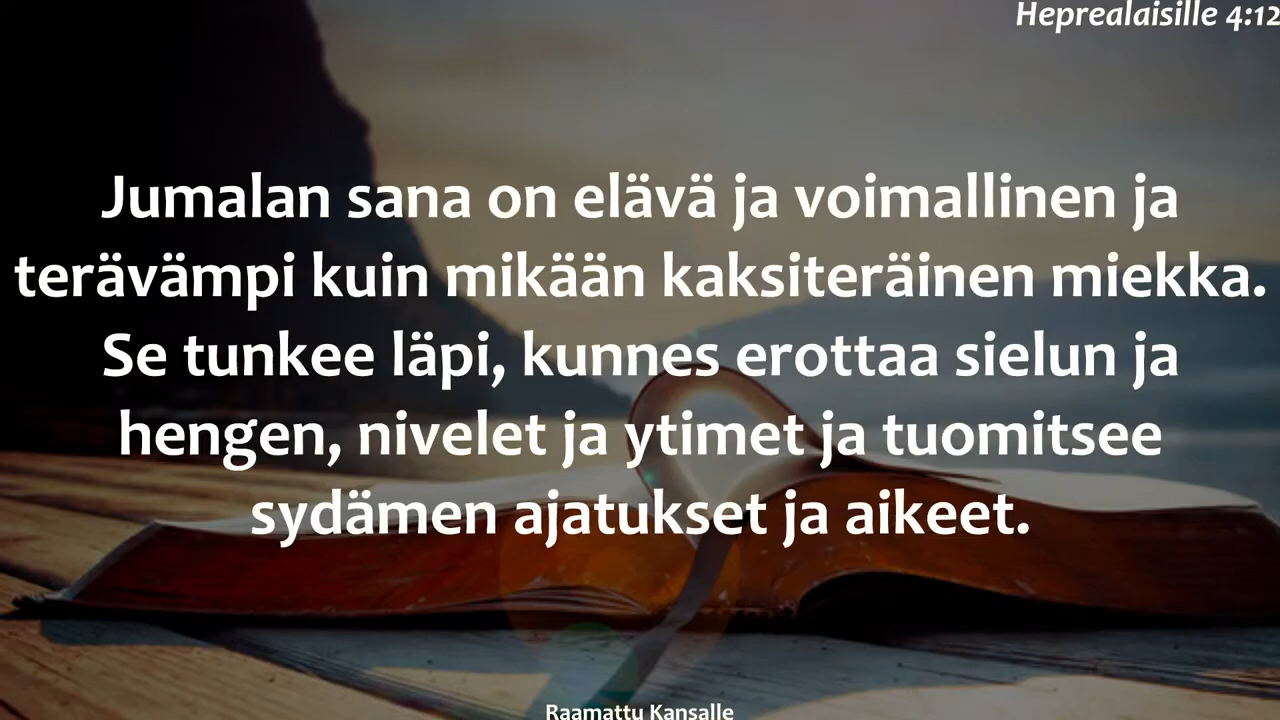 Heprealaisille 4:12
Jumalan sana on elävä ja voimallinen ja
terävämpi kuin mikään kaksiteräinen miekka.
Se tunkee läpi, kunnes erottaa sielun ja
hengen, nivelet ja ytimet ja tuomitsee
sydämen ajatukset ja aikeet.
Raamattu Kansalle